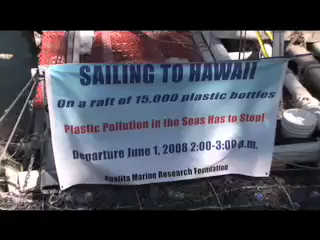 SAILING TO HAWAII
On a raft of 15,000 plastic bottles
Plastic Pollution in the Seas Has to Stop!
Departure June 1, 2008 2:00-3:00 p.m.
Algalita Marine Research Foundation